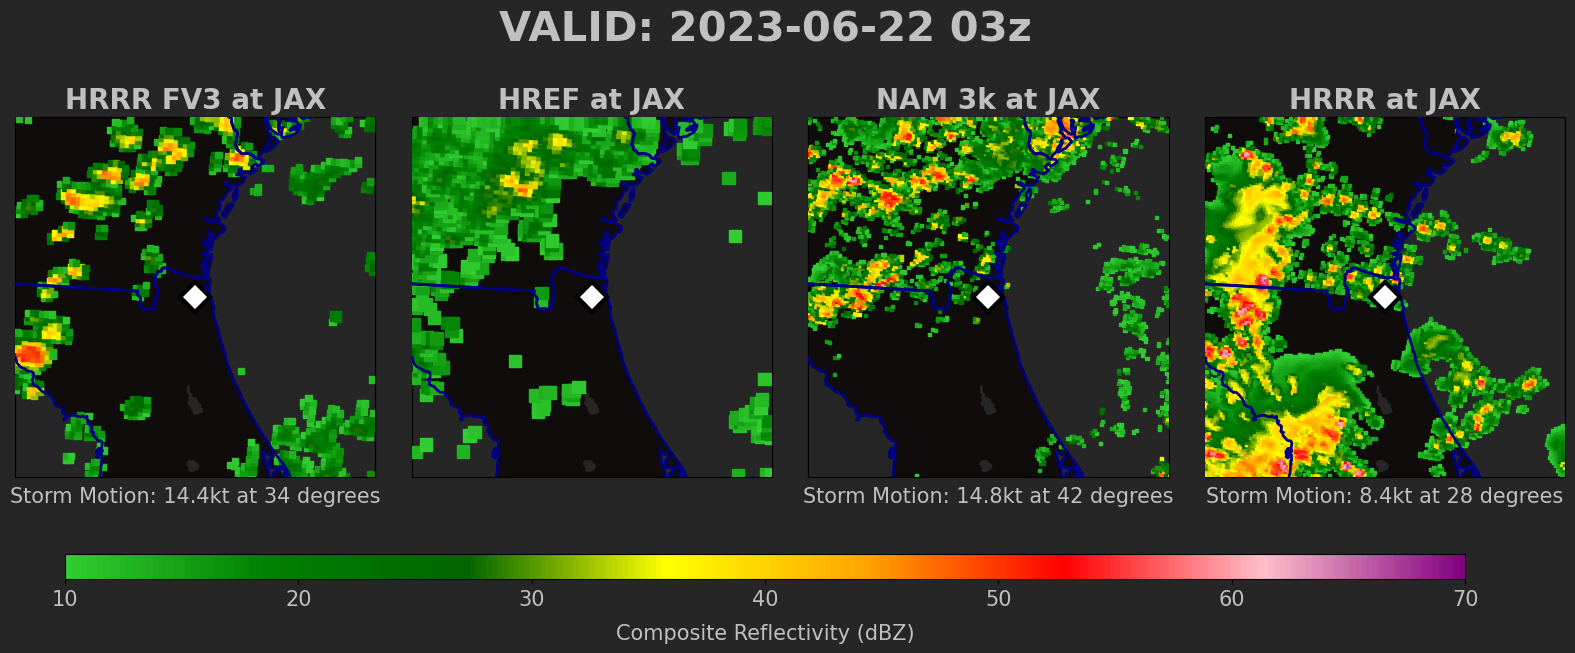 VALID: 2023-06-22 03z
HRRR FV3 at JAX
HREF at JAX
NAM 3k at JAX
HRRR at JAX
Storm Motion: 14.4kt at 34 degrees
Storm Motion: 14.8kt at 42 degrees
Storm Motion: 8.4kt at 28 degrees
10 20 30 40 50 60 70
Composite Reflectivity (dBZ)